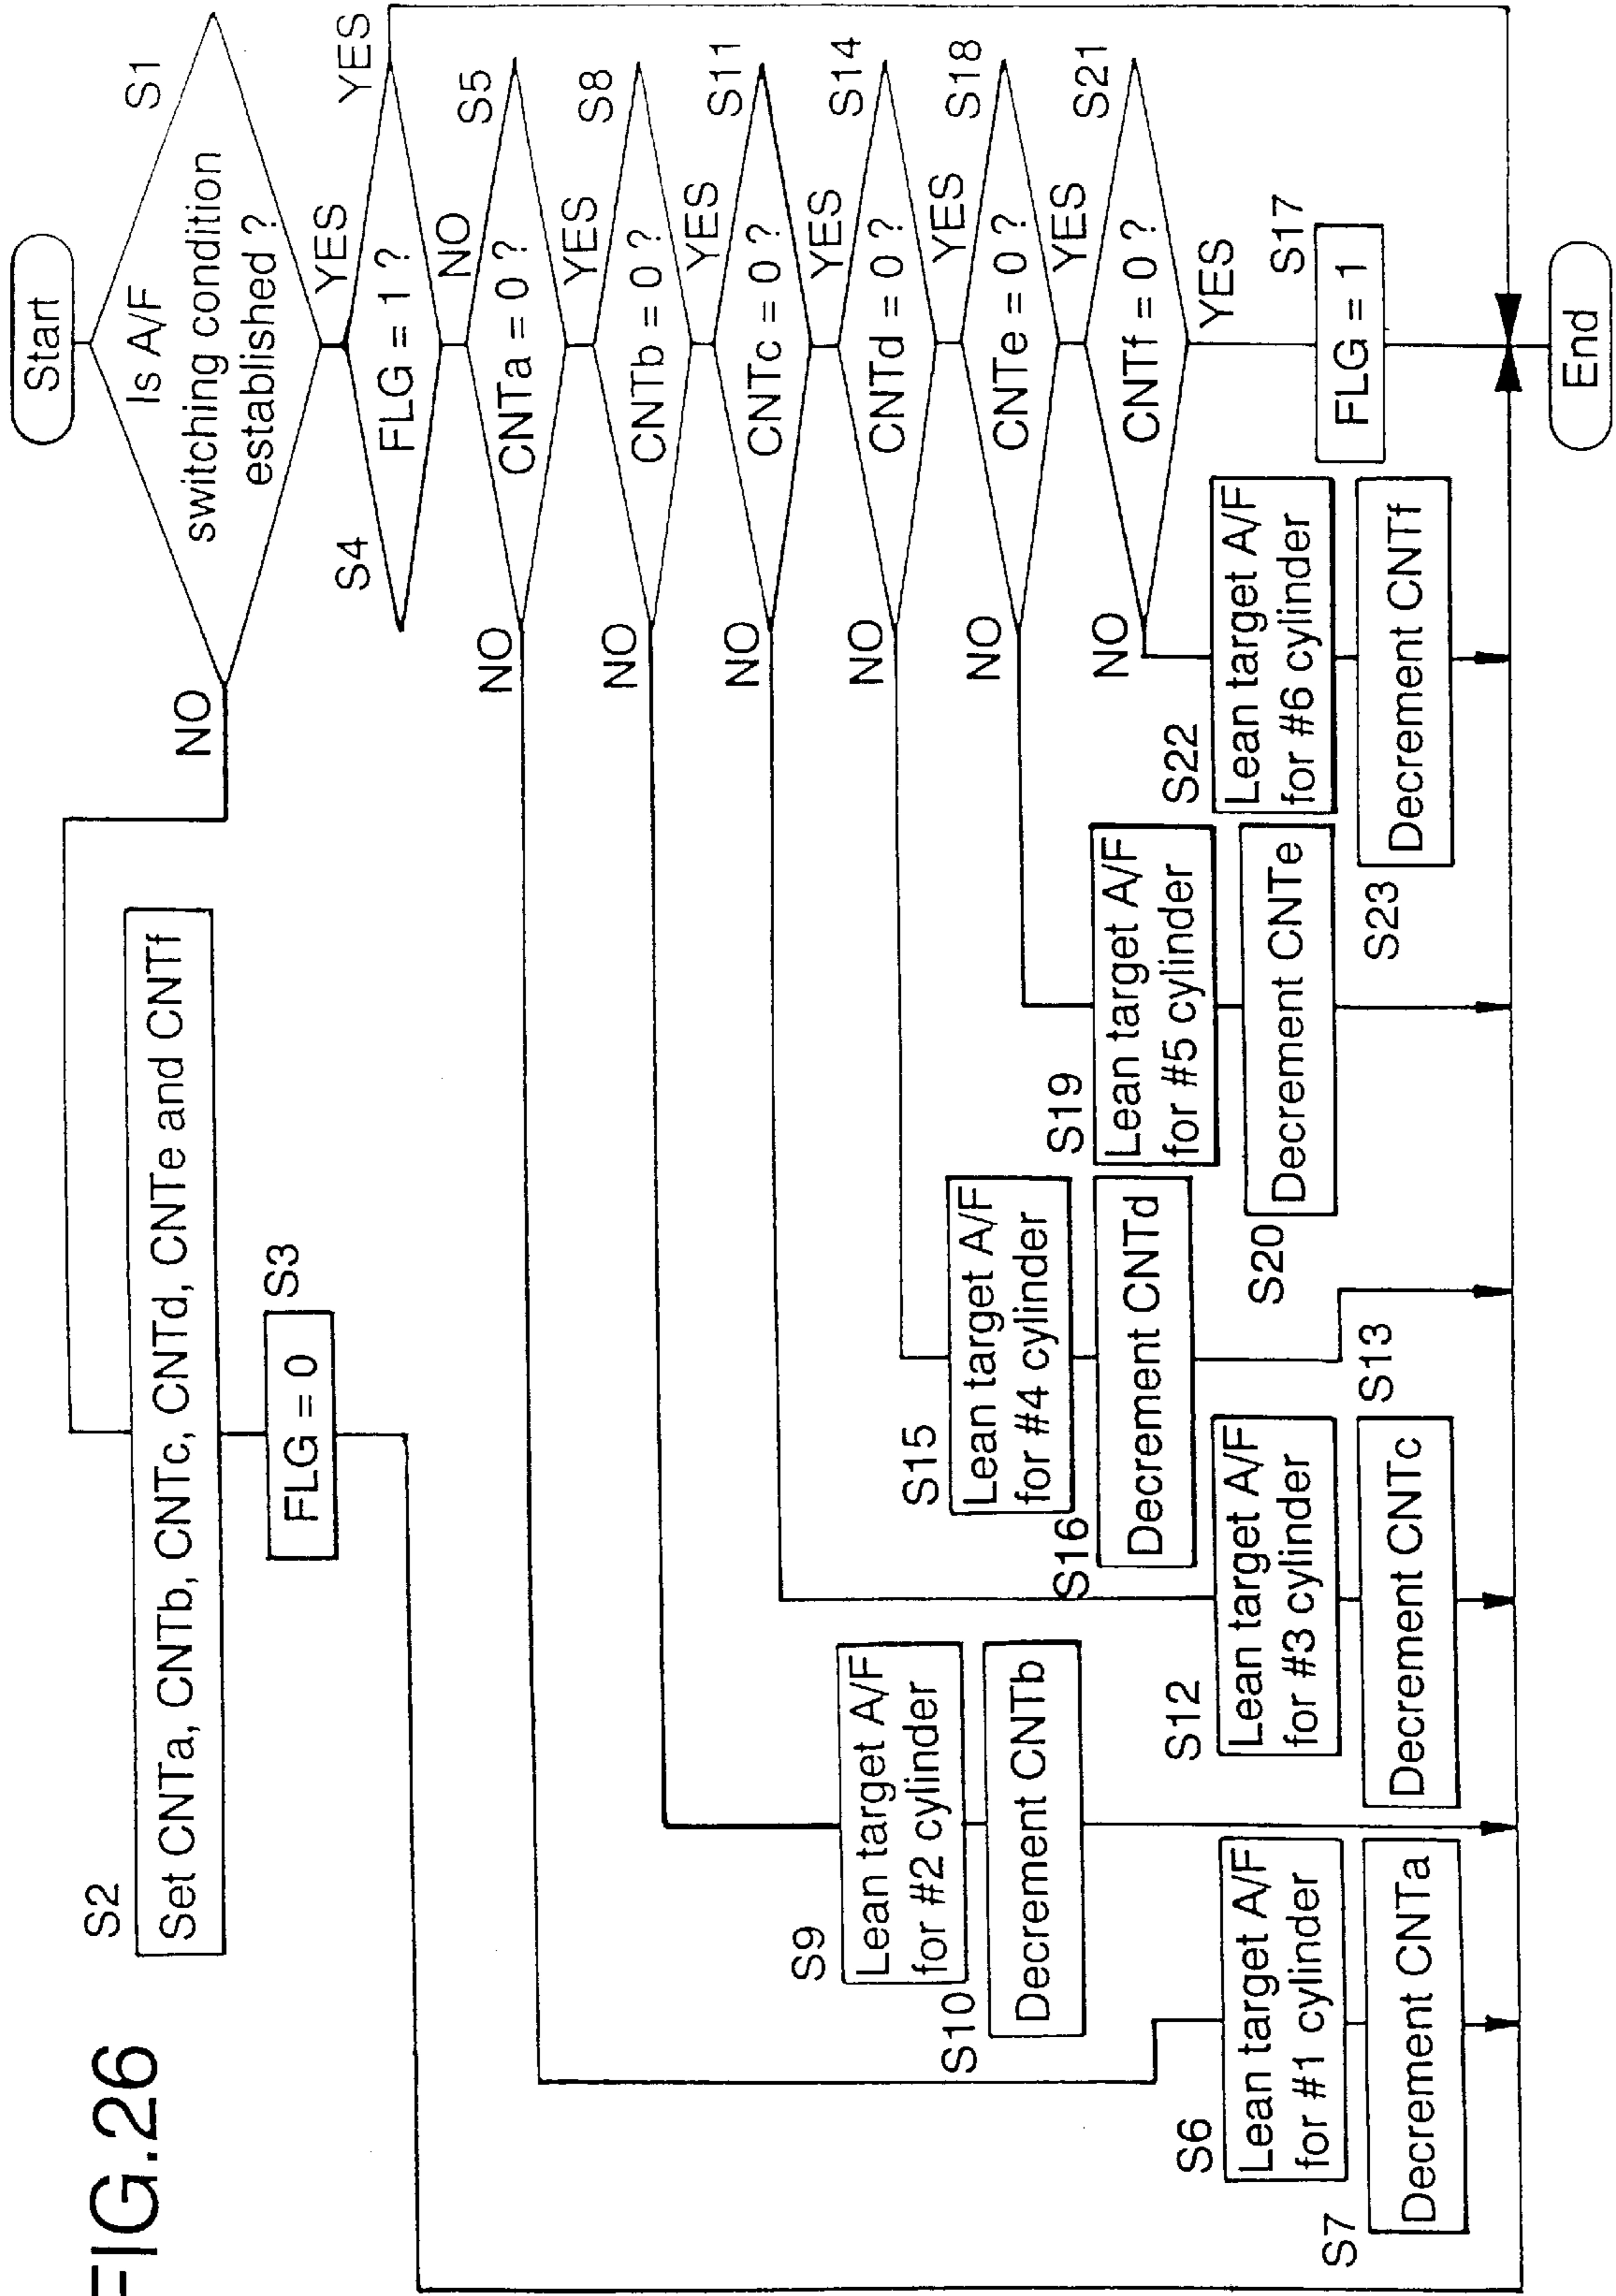 FIG.26
Start
Is A/F
switching condition
established ?
S1
NO
YES
S2
Set CNTa, CNTb, CNTc, CNTd, CNTe and CNTf
FLG = 0
S3
S4
FLG = 1 ?
YES
NO
CNTa = 0 ?
S5
NO
YES
CNTb = 0 ?
S8
NO
YES
CNTc = 0 ?
S11
NO
YES
CNTd = 0 ?
S14
NO
YES
CNTe = 0 ?
S18
NO
YES
CNTf = 0 ?
S21
NO
YES
S6
Lean target A/F
for #1 cylinder
S7
Decrement CNTa
S9
Lean target A/F
for #2 cylinder
S10
Decrement CNTb
S12
Lean target A/F
for #3 cylinder
S13
Decrement CNTc
S15
Lean target A/F
for #4 cylinder
S16
Decrement CNTd
S19
Lean target A/F
for #5 cylinder
S20
Decrement CNTe
S22
Lean target A/F
for #6 cylinder
S23
Decrement CNTf
S17
FLG = 1
End